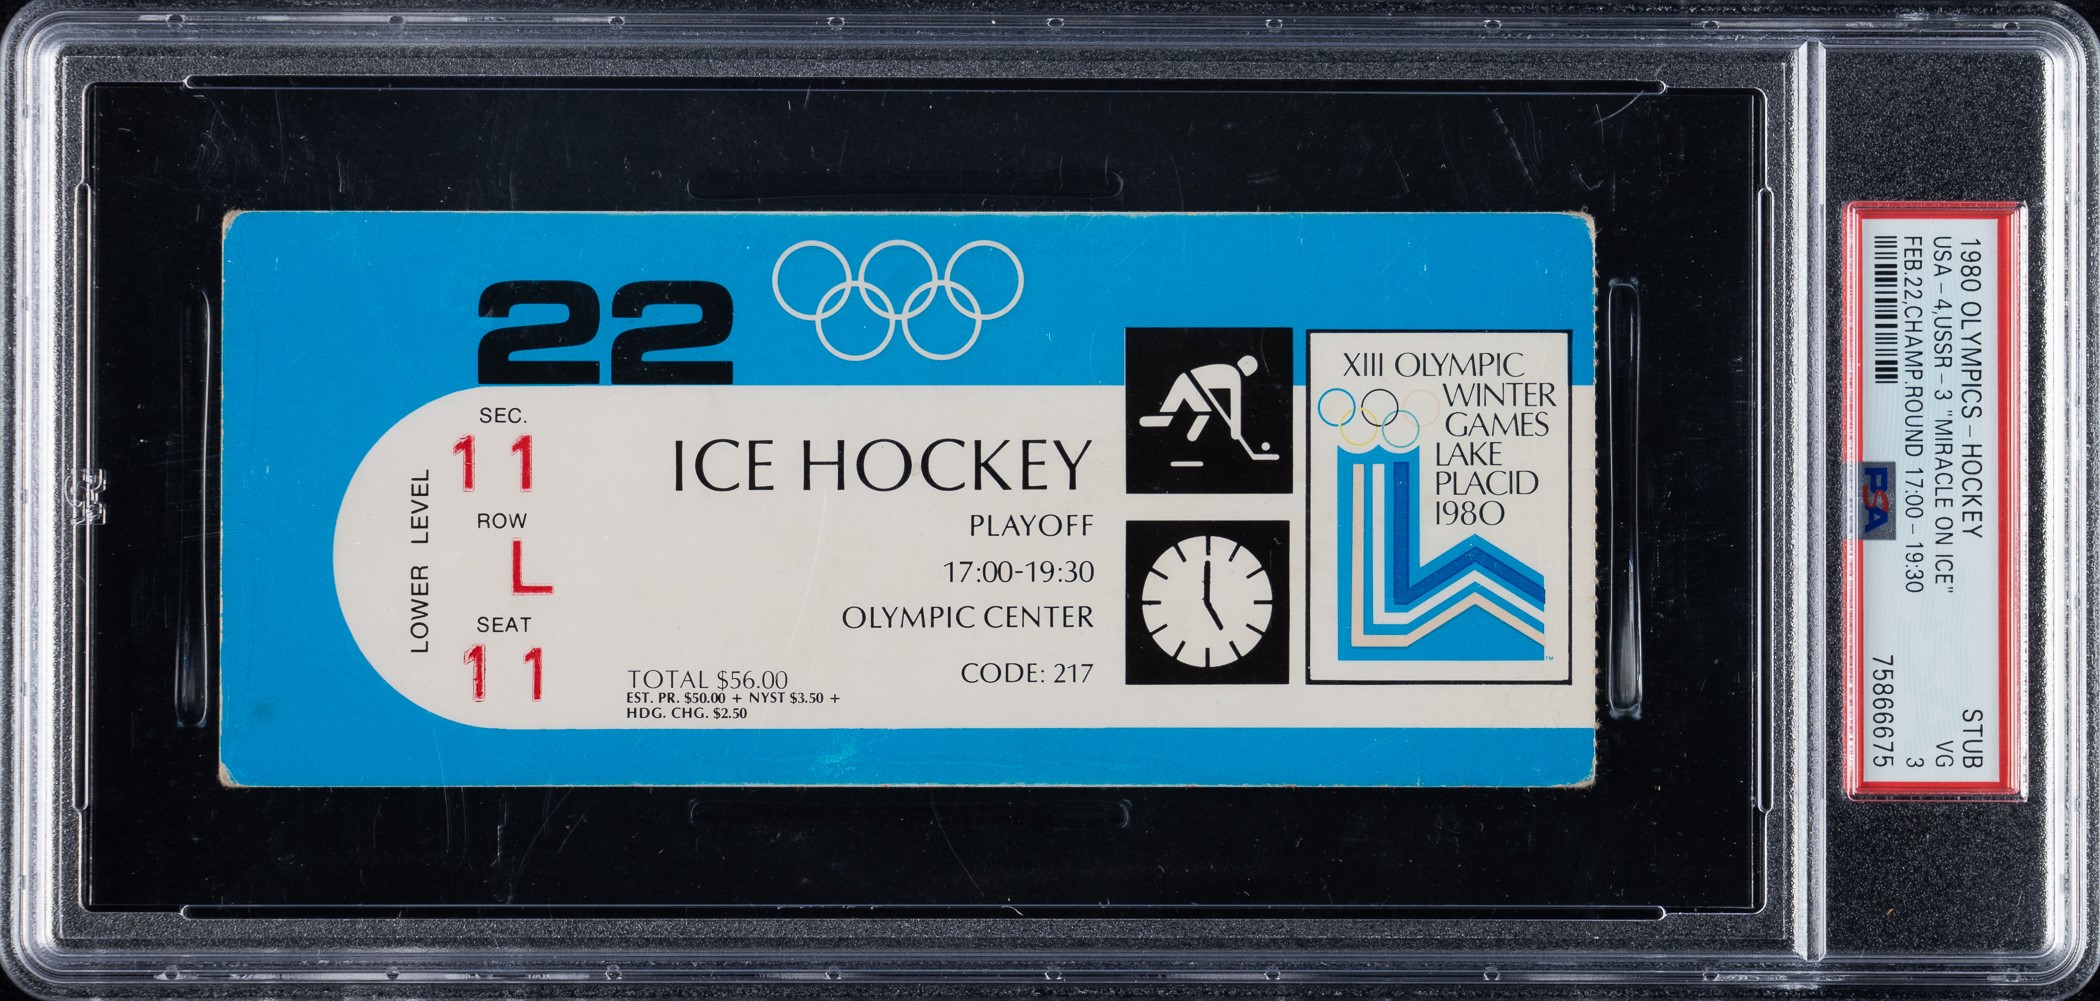 22
SEC.
11
LOWER LEVEL
ROW
L
SEAT
11
ICE HOCKEY
PLAYOFF
17:00-19:30
OLYMPIC CENTER
CODE: 217
TOTAL $56.00
EST. PR. $50.00 + NYST $3.50 +
HDG. CHG. $2.50
XIII OLYMPIC
WINTER
GAMES
LAKE
PLACID
1980
TM
1980 OLYMPICS - HOCKEY STUB
USA - 4,USSR - 3 "MIRACLE ON ICE" VG
FEB.22,CHAMP.ROUND 17:00 - 19:30 3
75866675
PSA